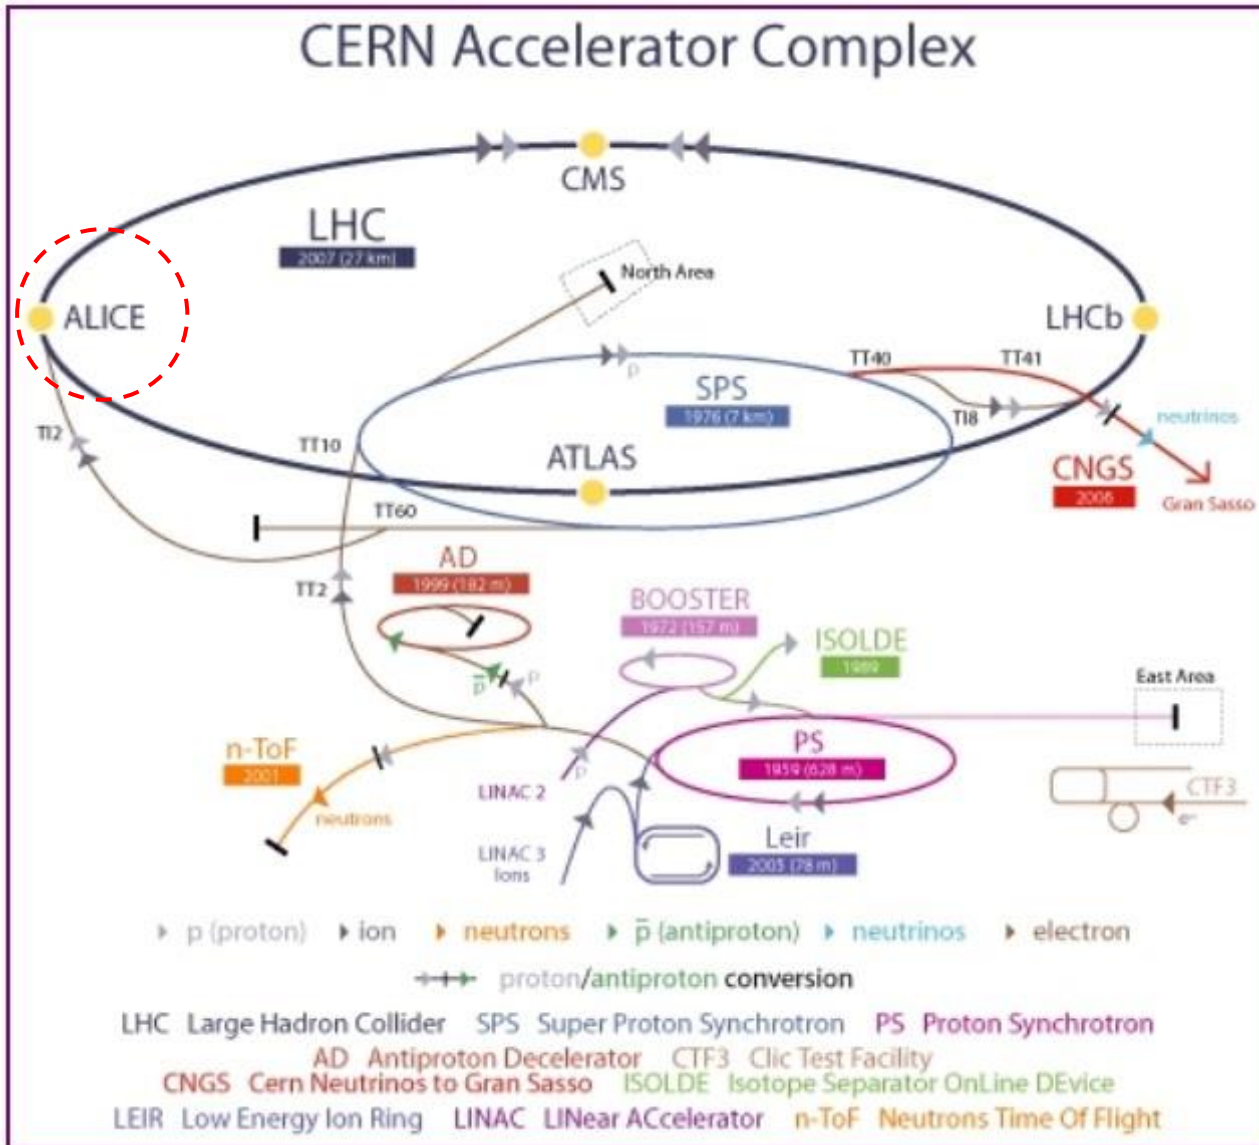 CERN Accelerator Complex
CMS
LHC
2007 (27 km)
North Area
ALICE
LHCb
TT40
TT41
p
SPS
1976 (7 km)
TI8
neutrinos
TI2
TT10
ATLAS
CNGS
2006
Gran Sasso
TT60
AD
1999 (182 m)
TT2
BOOSTER
1972 (157 m)
ISOLDE
1989
p̅
p
East Area
n-ToF
2001
PS
1959 (628 m)
p
LINAC 2
CTF3
e⁻
neutrons
Leir
2005 (78 m)
LINAC 3
Ions
p (proton) ion neutrons p̅ (antiproton) neutrinos electron
proton/antiproton conversion
LHC Large Hadron Collider SPS Super Proton Synchrotron PS Proton Synchrotron
AD Antiproton Decelerator CTF3 Clic Test Facility
CNGS Cern Neutrinos to Gran Sasso ISOLDE Isotope Separator OnLine DEvice
LEIR Low Energy Ion Ring LINAC LINear ACcelerator n-ToF Neutrons Time Of Flight